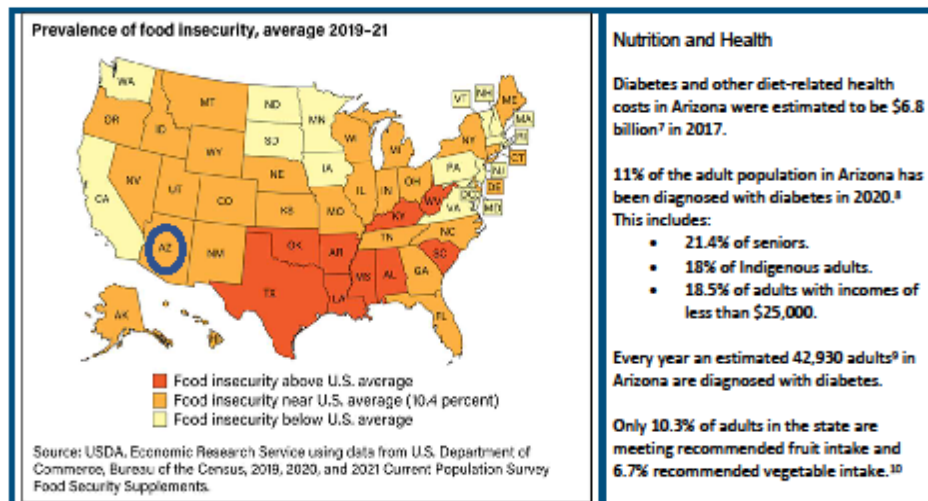 Prevalence of food insecurity, average 2019–21
WA
OR
CA
NV
ID
MT
WY
UT
CO
AZ
NM
ND
SD
NE
KS
OK
TX
MN
IA
MO
AR
LA
WI
IL
MI
IN
OH
KY
TN
MS
AL
GA
FL
SC
NC
VA
WV
PA
NY
VT
NH
ME
MA
RI
CT
NJ
DE
MD
DC
AK
HI
Food insecurity above U.S. average
Food insecurity near U.S. average (10.4 percent)
Food insecurity below U.S. average
Source: USDA, Economic Research Service using data from U.S. Department of
Commerce, Bureau of the Census, 2019, 2020, and 2021 Current Population Survey
Food Security Supplements.
Nutrition and Health
Diabetes and other diet-related health
costs in Arizona were estimated to be $6.8
billion⁷ in 2017.
11% of the adult population in Arizona has
been diagnosed with diabetes in 2020.⁸
This includes:
• 21.4% of seniors.
• 18% of Indigenous adults.
• 18.5% of adults with incomes of
less than $25,000.
Every year an estimated 42,930 adults⁹ in
Arizona are diagnosed with diabetes.
Only 10.3% of adults in the state are
meeting recommended fruit intake and
6.7% recommended vegetable intake.¹⁰